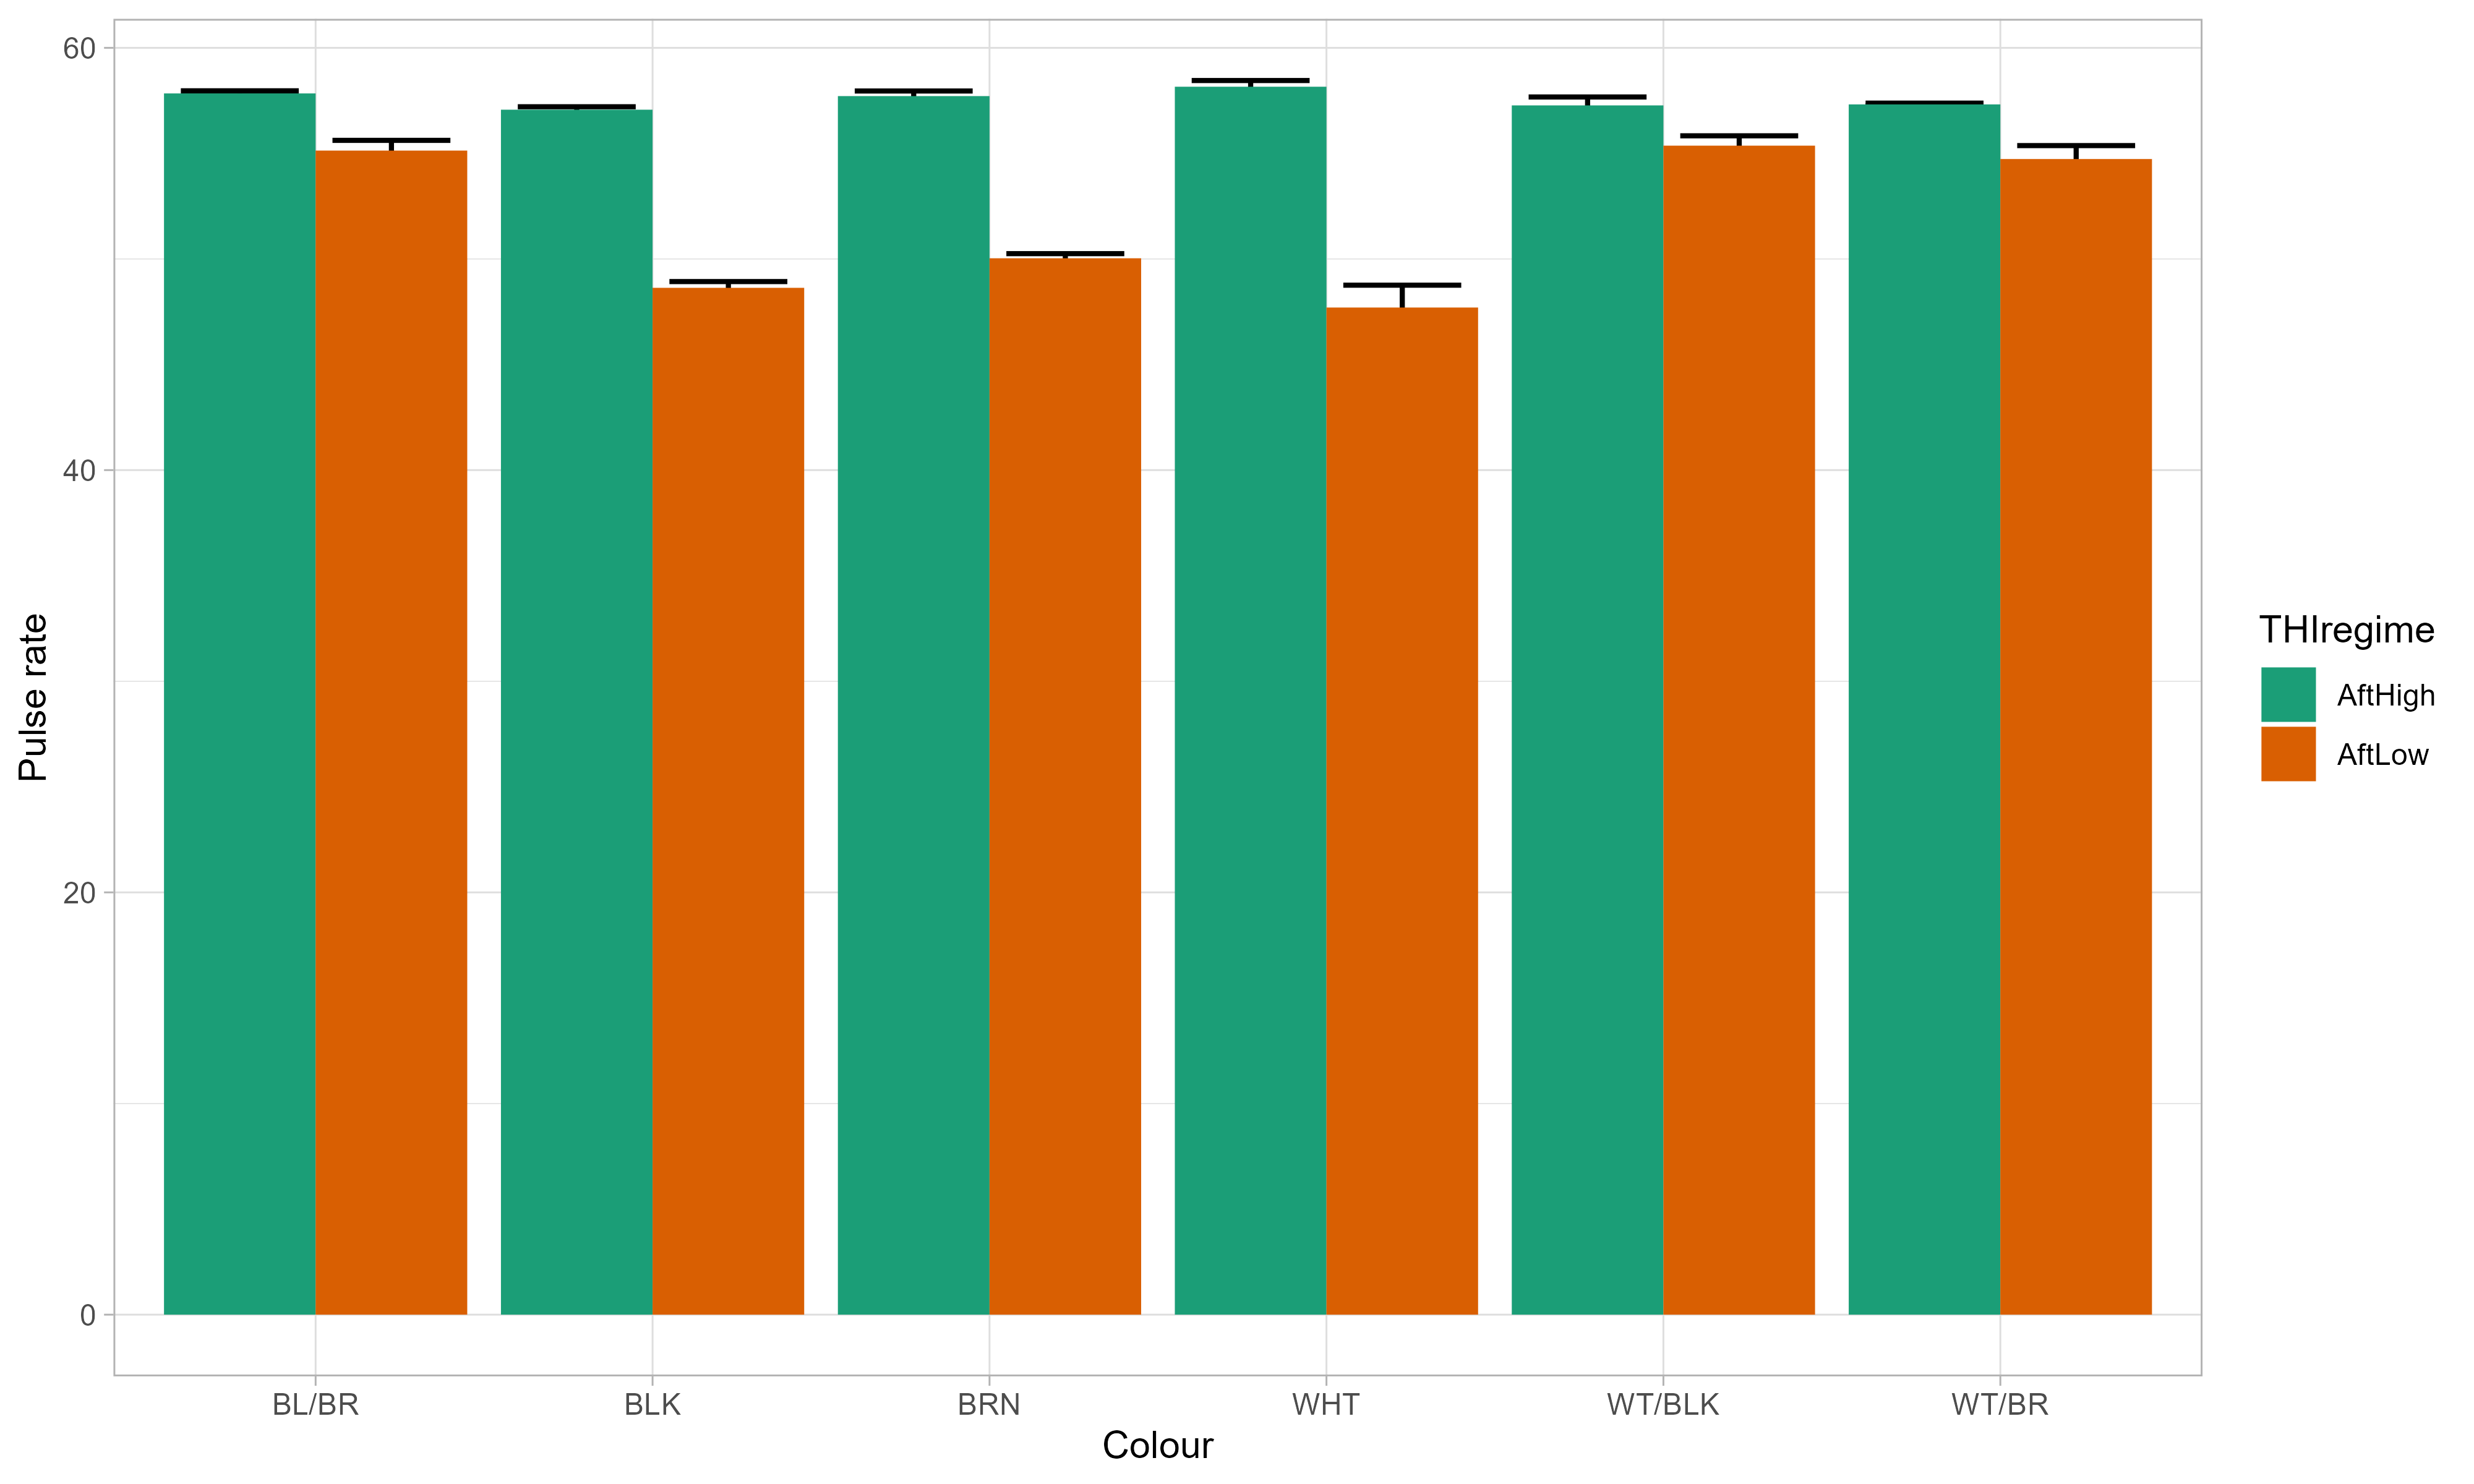 60
40
20
0
Pulse rate
BL/BR BLK BRN WHT WT/BLK WT/BR
Colour
THIregime
AftHigh
AftLow